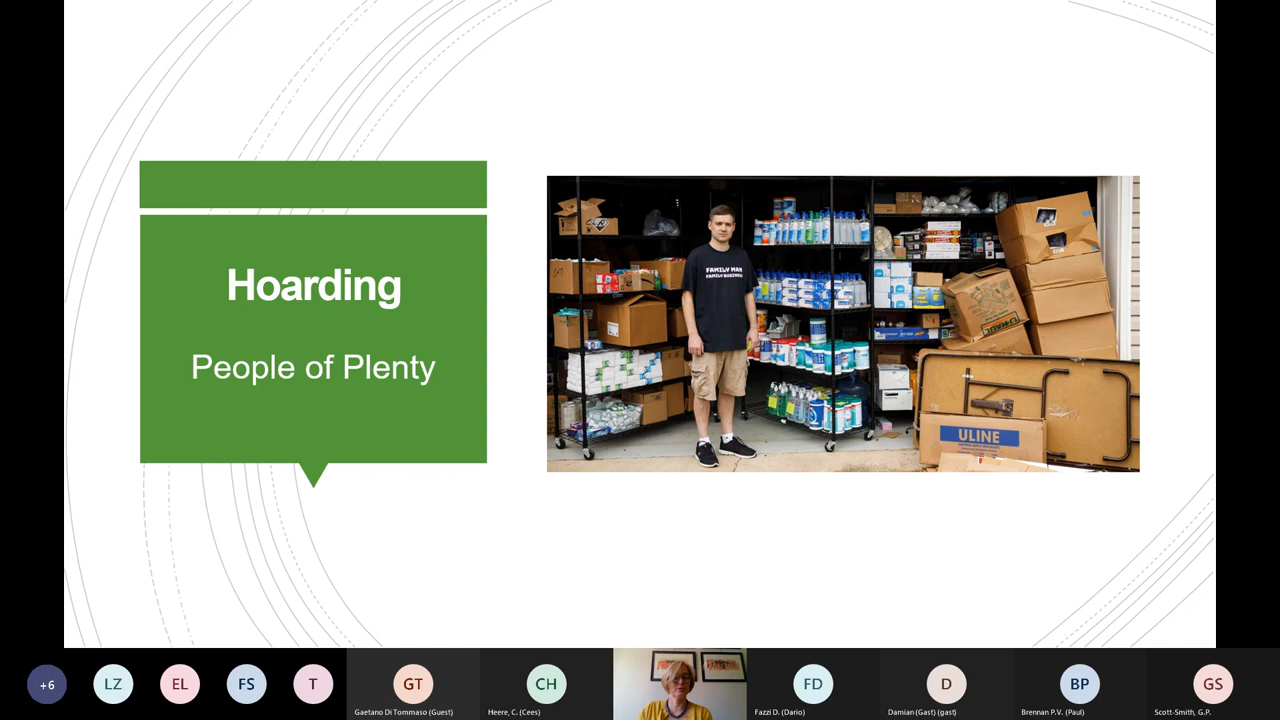 Hoarding
People of Plenty
FAMILY MAN
FAMILY BUSINESS
ULINE
+6
LZ
EL
FS
T
GT
CH
FD
D
BP
GS
Gaetano Di Tommaso (Guest)
Heere, C. (Cees)
Fazzi D. (Dario)
Damian (Gast) (gast)
Brennan P.V. (Paul)
Scott-Smith, G.P.